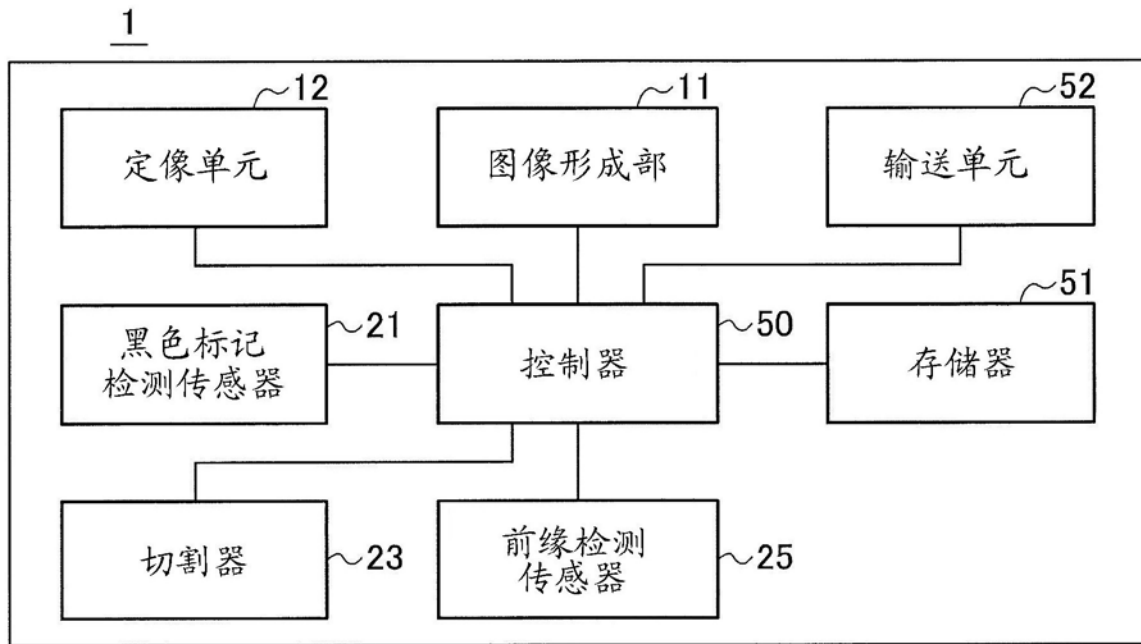 1
12
定像单元
11
图像形成部
52
输送单元
黑色标记
检测传感器
21
控制器
50
存储器
51
切割器
23
前缘检测
传感器
25